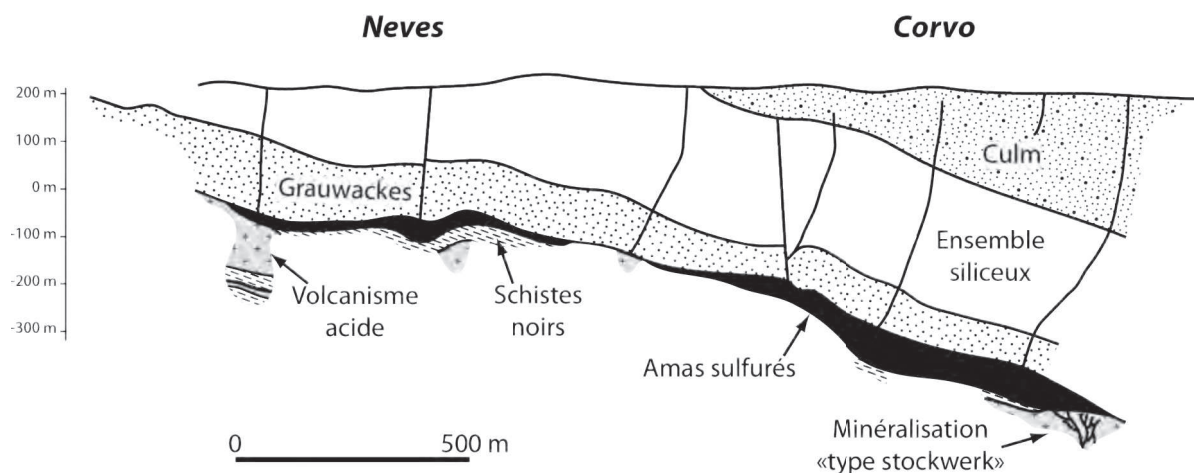 Neves
Corvo
200 m
100 m
0 m
-100 m
-200 m
-300 m
Culm
Grauwackes
Ensemble
siliceux
Volcanisme
acide
Schistes
noirs
Amas sulfurés
Minéralisation
«type stockwerk»
0
500 m